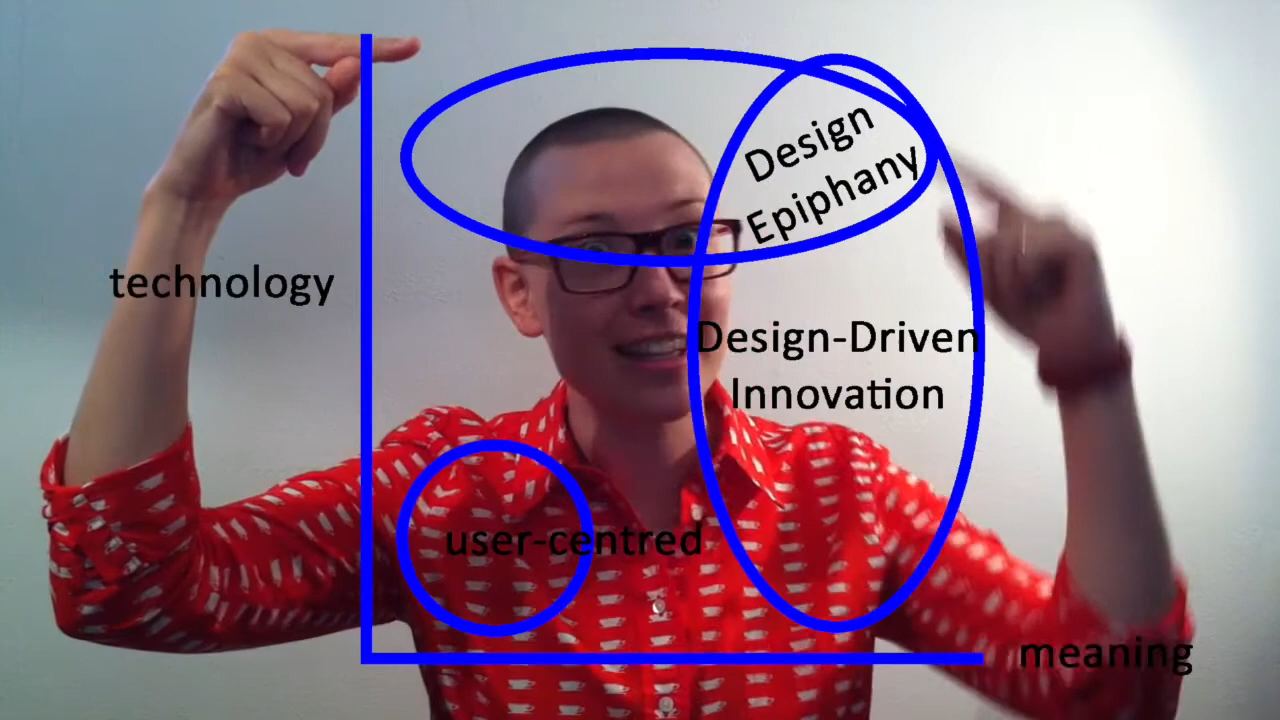 Design
Epiphany
technology
Design-Driven
Innovation
user-centred
meaning